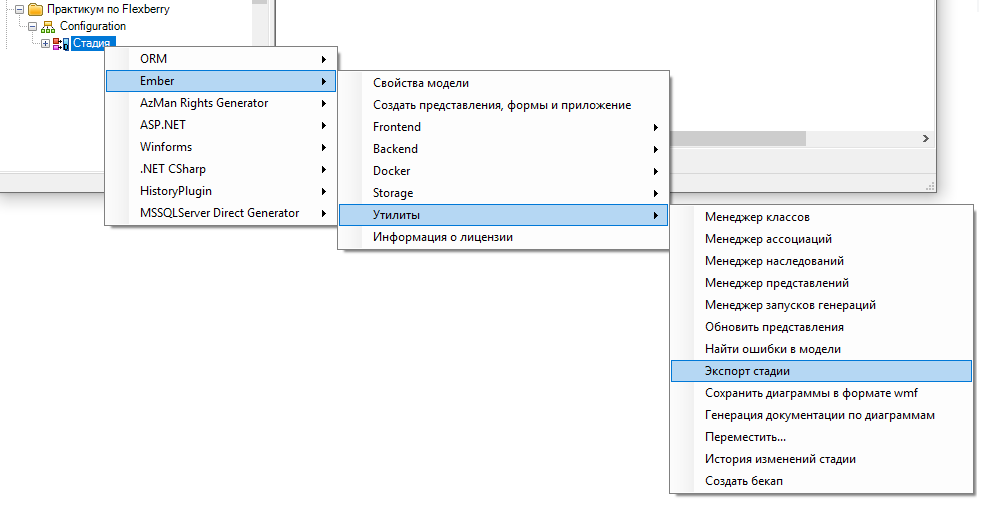 Практикум по Flexberry
Configuration
Стадия
ORM
Ember
AzMan Rights Generator
ASP.NET
Winforms
.NET CSharp
HistoryPlugin
MSSQLServer Direct Generator
Свойства модели
Создать представления, формы и приложение
Frontend
Backend
Docker
Storage
Утилиты
Информация о лицензии
Менеджер классов
Менеджер ассоциаций
Менеджер наследований
Менеджер представлений
Менеджер запусков генераций
Обновить представления
Найти ошибки в модели
Экспорт стадии
Сохранить диаграммы в формате wmf
Генерация документации по диаграммам
Переместить...
История изменений стадии
Создать бекап